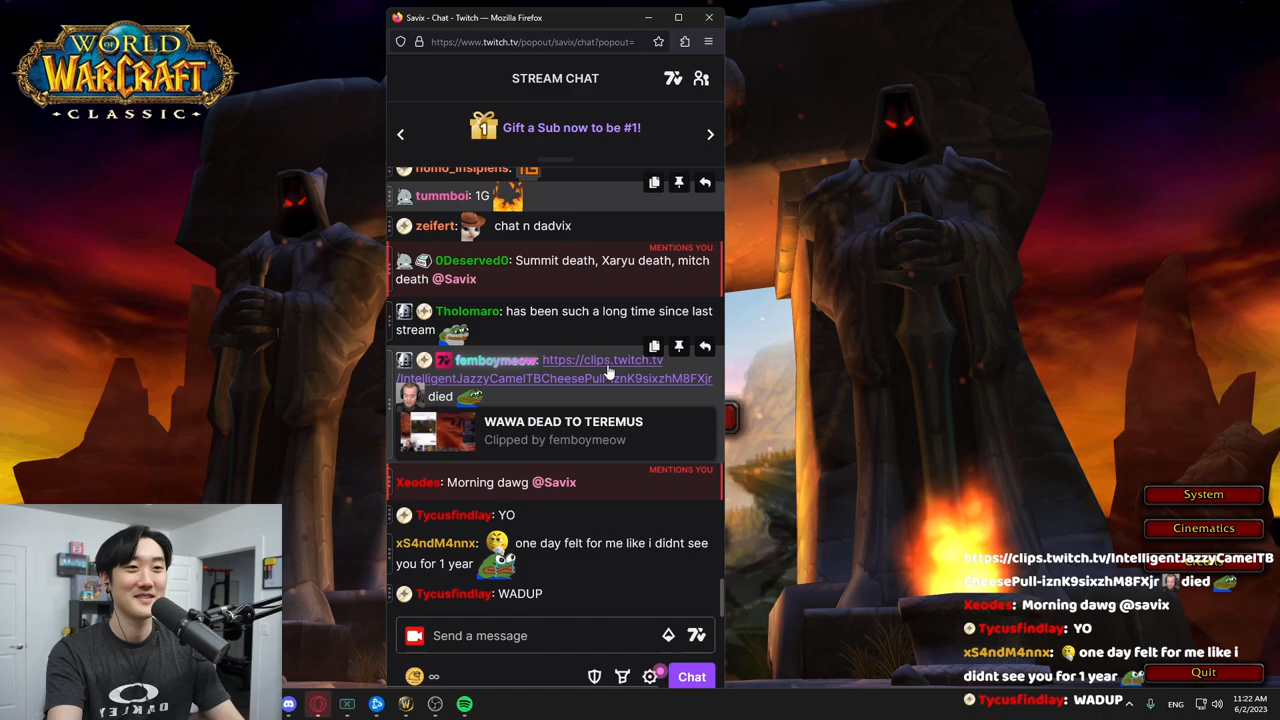 WORLD
OF
WARCRAFT
CLASSIC
Savix - Chat - Twitch — Mozilla Firefox
https://www.twitch.tv/popout/savix/chat?popout=
STREAM CHAT
1
Gift a Sub now to be #1!
homo_insipiens:
tummboi: 1G
zeifert: chat n dadvix
MENTIONS YOU
0Deserved0: Summit death, Xaryu death, mitch
death @Savix
Tholomaro: has been such a long time since last
stream
femboymeow: https://clips.twitch.tv
/IntelligentJazzyCamelTBCheesePull-iznK9sixzhM8FXjr
died
WAWA DEAD TO TEREMUS
Clipped by femboymeow
MENTIONS YOU
Xeodes: Morning dawg @Savix
Tycusfindlay: YO
xS4ndM4nnx: one day felt for me like i didnt see
you for 1 year
Tycusfindlay: WADUP
Send a message
Chat
OAKLEY
System
Cinematics
Quit
https://clips.twitch.tv/IntelligentJazzyCamelTB
CheesePull-iznK9sixzhM8FXjr died
Xeodes: Morning dawg @savix
Tycusfindlay: YO
xS4ndM4nnx: one day felt for me like i
didnt see you for 1 year
Tycusfindlay: WADUP
ENG
11:22 AM
6/2/2023